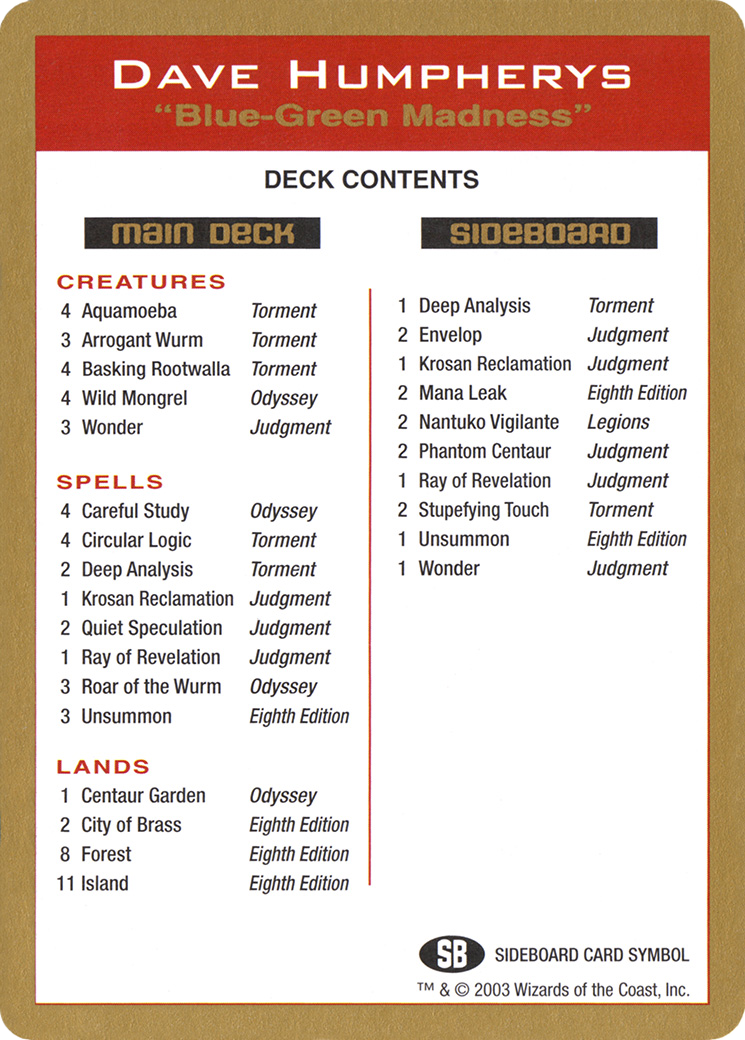 DAVE HUMPHERYS
"Blue-Green Madness"
DECK CONTENTS
MAIN DECK
CREATURES
4 Aquamoeba Torment
3 Arrogant Wurm Torment
4 Basking Rootwalla Torment
4 Wild Mongrel Odyssey
3 Wonder Judgment
SPELLS
4 Careful Study Odyssey
4 Circular Logic Torment
2 Deep Analysis Torment
1 Krosan Reclamation Judgment
2 Quiet Speculation Judgment
1 Ray of Revelation Judgment
3 Roar of the Wurm Odyssey
3 Unsummon Eighth Edition
LANDS
1 Centaur Garden Odyssey
2 City of Brass Eighth Edition
8 Forest Eighth Edition
11 Island Eighth Edition
SIDEBOARD
1 Deep Analysis Torment
2 Envelop Judgment
1 Krosan Reclamation Judgment
2 Mana Leak Eighth Edition
2 Nantuko Vigilante Legions
2 Phantom Centaur Judgment
1 Ray of Revelation Judgment
2 Stupefying Touch Torment
1 Unsummon Eighth Edition
1 Wonder Judgment
SB SIDEBOARD CARD SYMBOL
™ & © 2003 Wizards of the Coast, Inc.